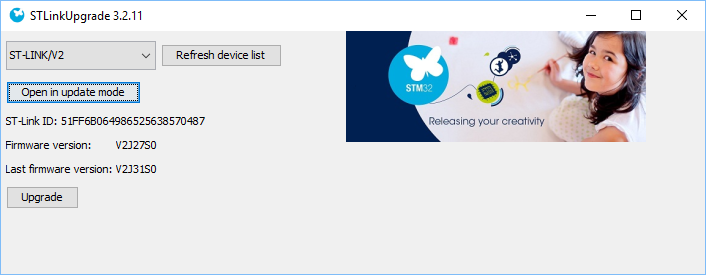 STLinkUpgrade 3.2.11
ST-LINK/V2
Refresh device list
Open in update mode
ST-Link ID: 51FF6B064986525638570487
Firmware version: V2J27S0
Last firmware version: V2J31S0
Upgrade
STM32
Releasing your creativity